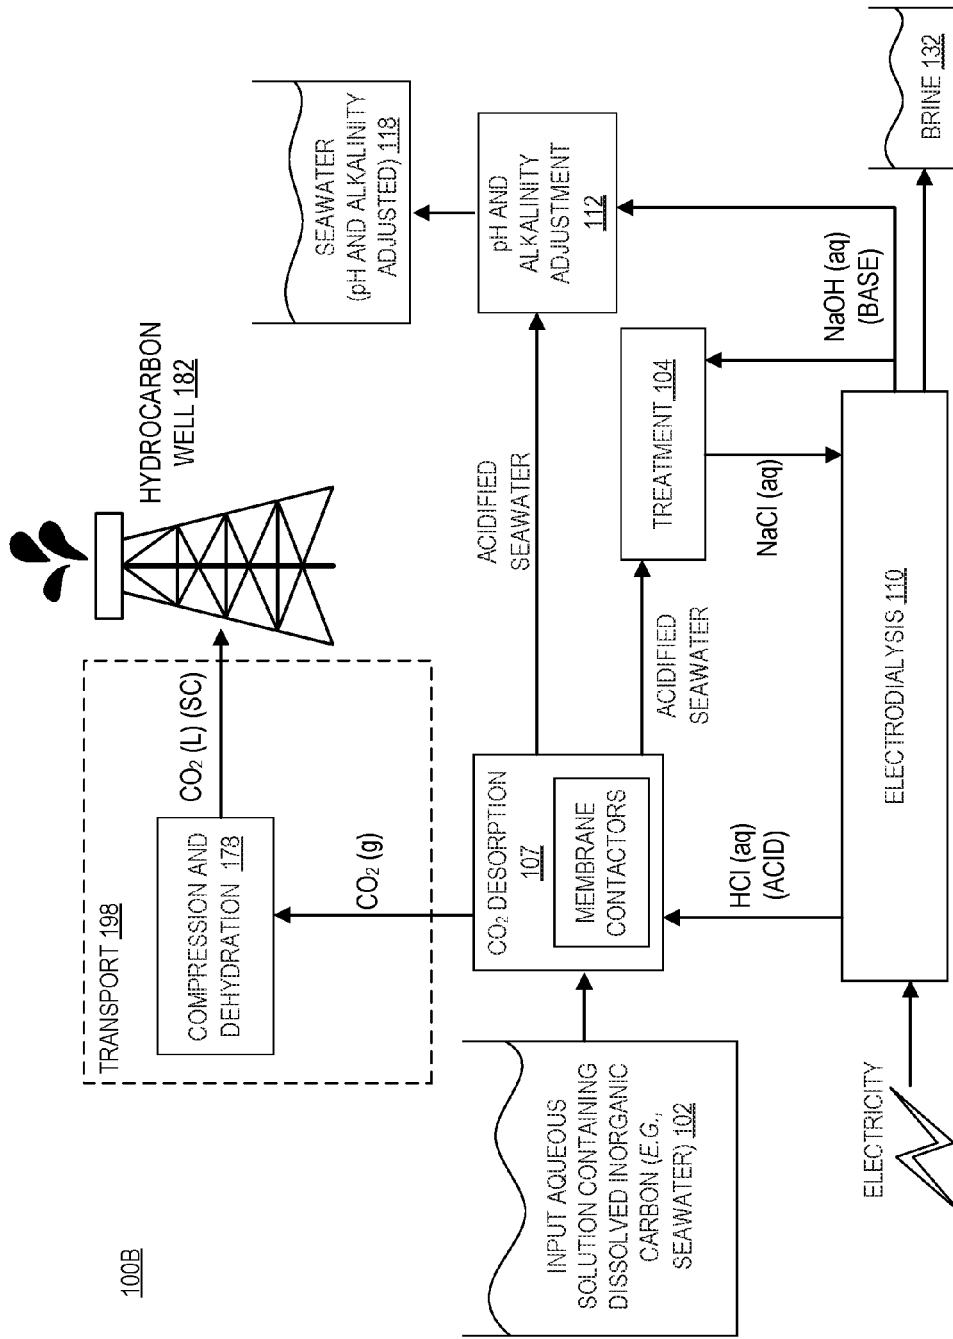 100B
TRANSPORT 198
COMPRESSION AND
DEHYDRATION 178
CO₂ (L) (SC)
HYDROCARBON
WELL 182
CO₂ (g)
SEAWATER
(pH AND ALKALINITY
ADJUSTED) 118
INPUT AQUEOUS
SOLUTION CONTAINING
DISSOLVED INORGANIC
CARBON (E.G.,
SEAWATER) 102
CO₂ DESORPTION
107
MEMBRANE
CONTACTORS
ACIDIFIED
SEAWATER
pH AND
ALKALINITY
ADJUSTMENT
112
ACIDIFIED
SEAWATER
TREATMENT 104
HCl (aq)
(ACID)
NaCl (aq)
NaOH (aq)
(BASE)
ELECTRICITY
ELECTRODIALYSIS 110
BRINE 132